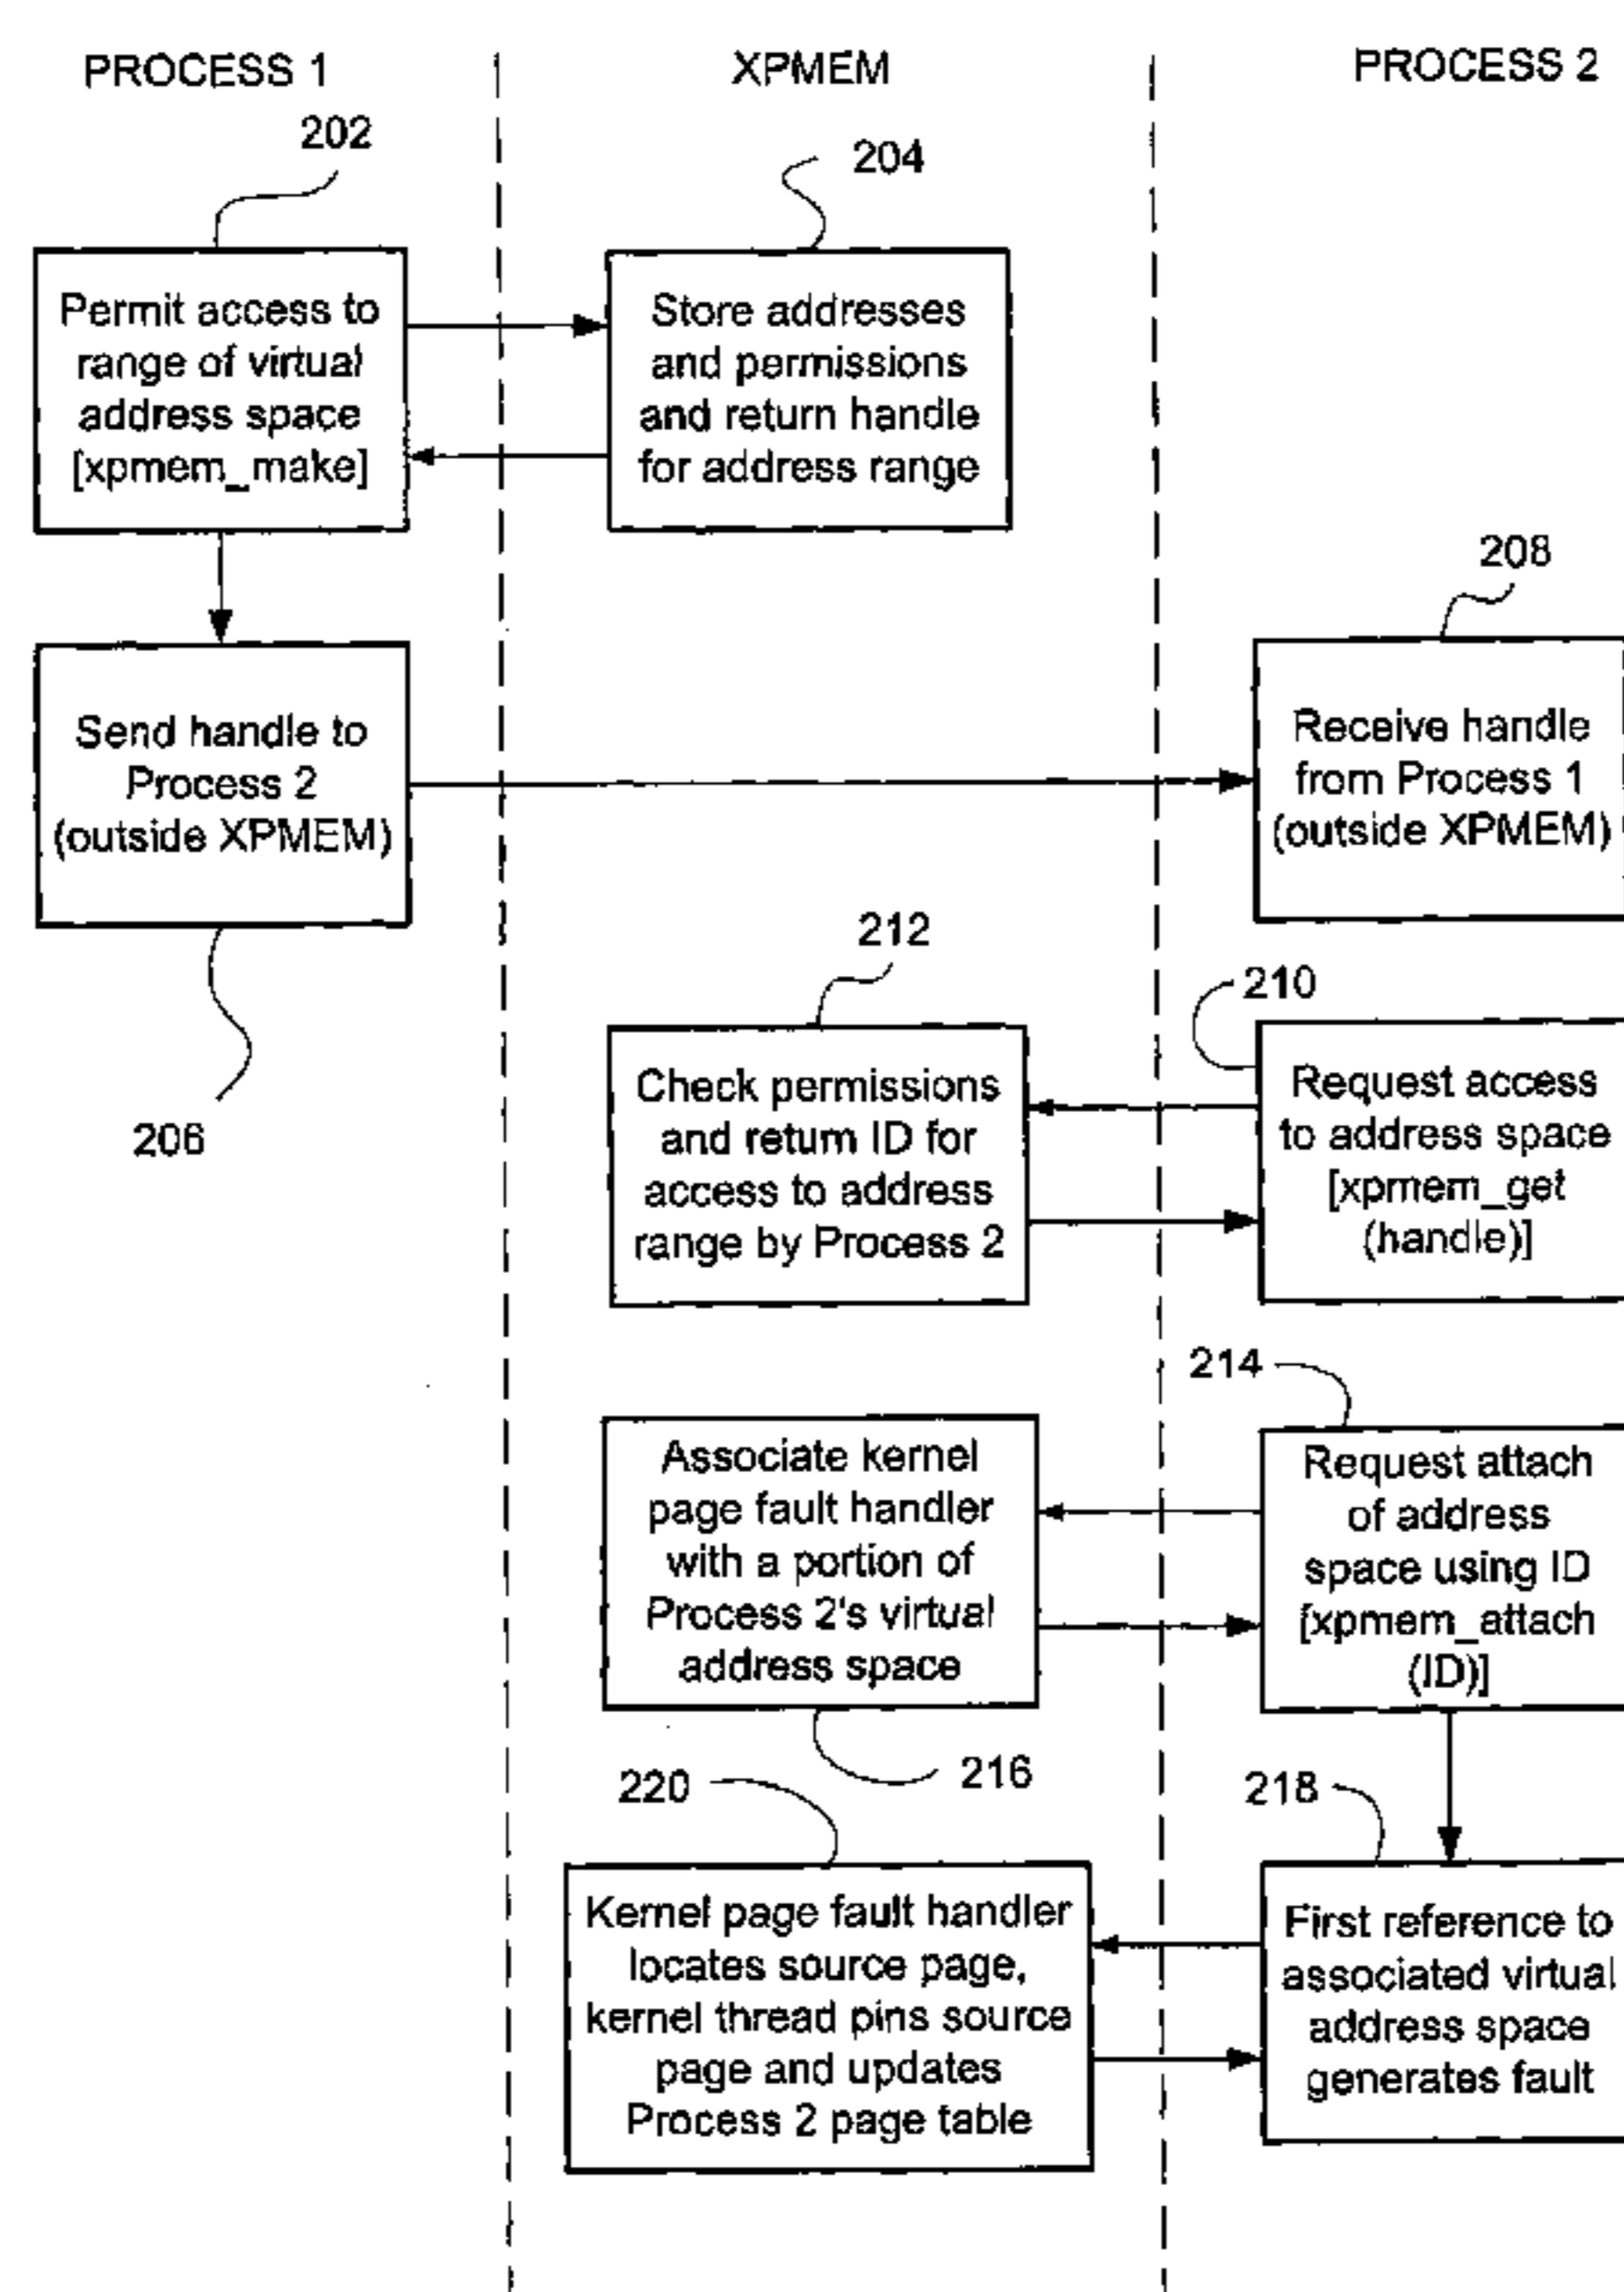 PROCESS 1
XPMEM
PROCESS 2
202
204
Permit access to
range of virtual
address space
[xpmem_make]
Store addresses
and permissions
and return handle
for address range
208
Send handle to
Process 2
(outside XPMEM)
Receive handle
from Process 1
(outside XPMEM)
206
212
210
Check permissions
and return ID for
access to address
range by Process 2
Request access
to address space
[xpmem_get
(handle)]
214
Associate kernel
page fault handler
with a portion of
Process 2's virtual
address space
Request attach
of address
space using ID
[xpmem_attach
(ID)]
216
220
218
Kernel page fault handler
locates source page,
kernel thread pins source
page and updates
Process 2 page table
First reference to
associated virtual
address space
generates fault